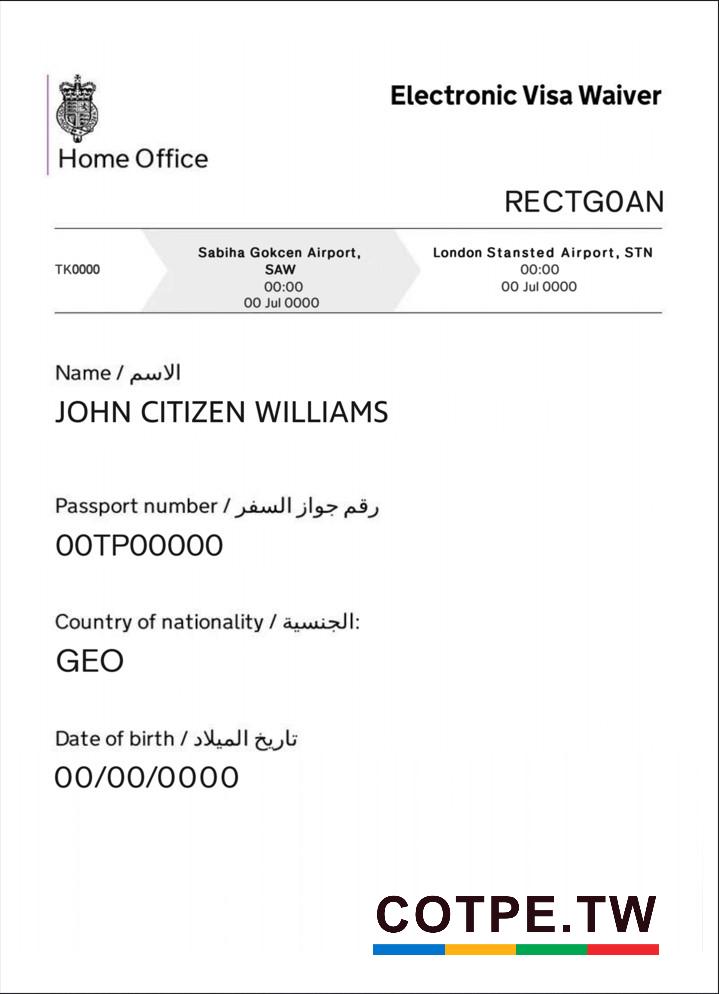 Electronic Visa Waiver
Home Office
RECTG0AN
TK0000
Sabiha Gokcen Airport,
SAW
00:00
00 Jul 0000
London Stansted Airport, STN
00:00
00 Jul 0000
Name / الاسم
JOHN CITIZEN WILLIAMS
Passport number / رقم جواز السفر
00TP00000
Country of nationality / الجنسية:
GEO
Date of birth / تاريخ الميلاد
00/00/0000
COTPE.TW